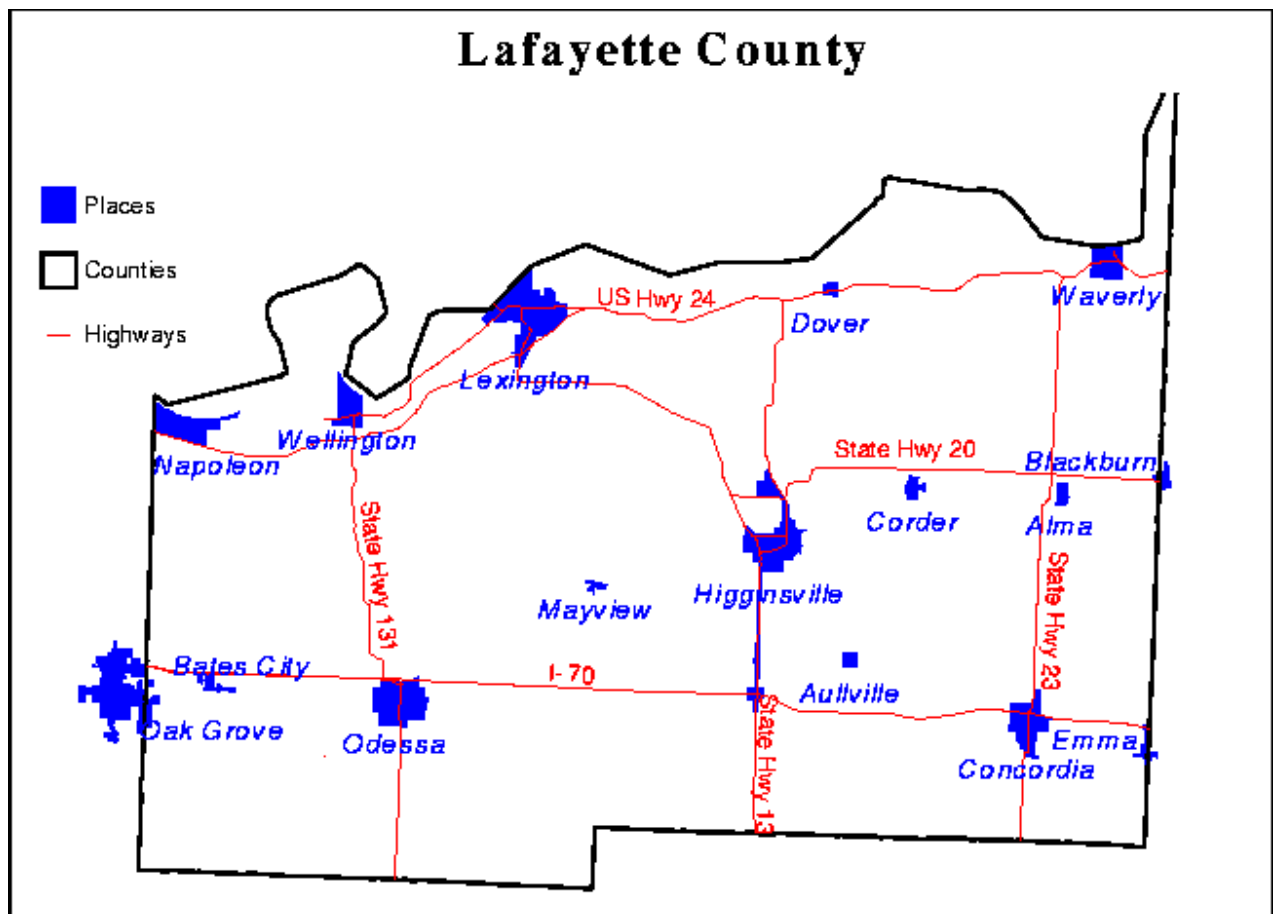 Lafayette County
Places
Counties
Highways
US Hwy 24
Waverly
Dover
Lexington
Wellington
Napoleon
State Hwy 20
Blackburn
Corder
Alma
State Hwy 131
Mayview
Higginsville
State Hwy 23
Bates City
I-70
Aullville
Oak Grove
Odessa
State Hwy 13
Emma
Concordia